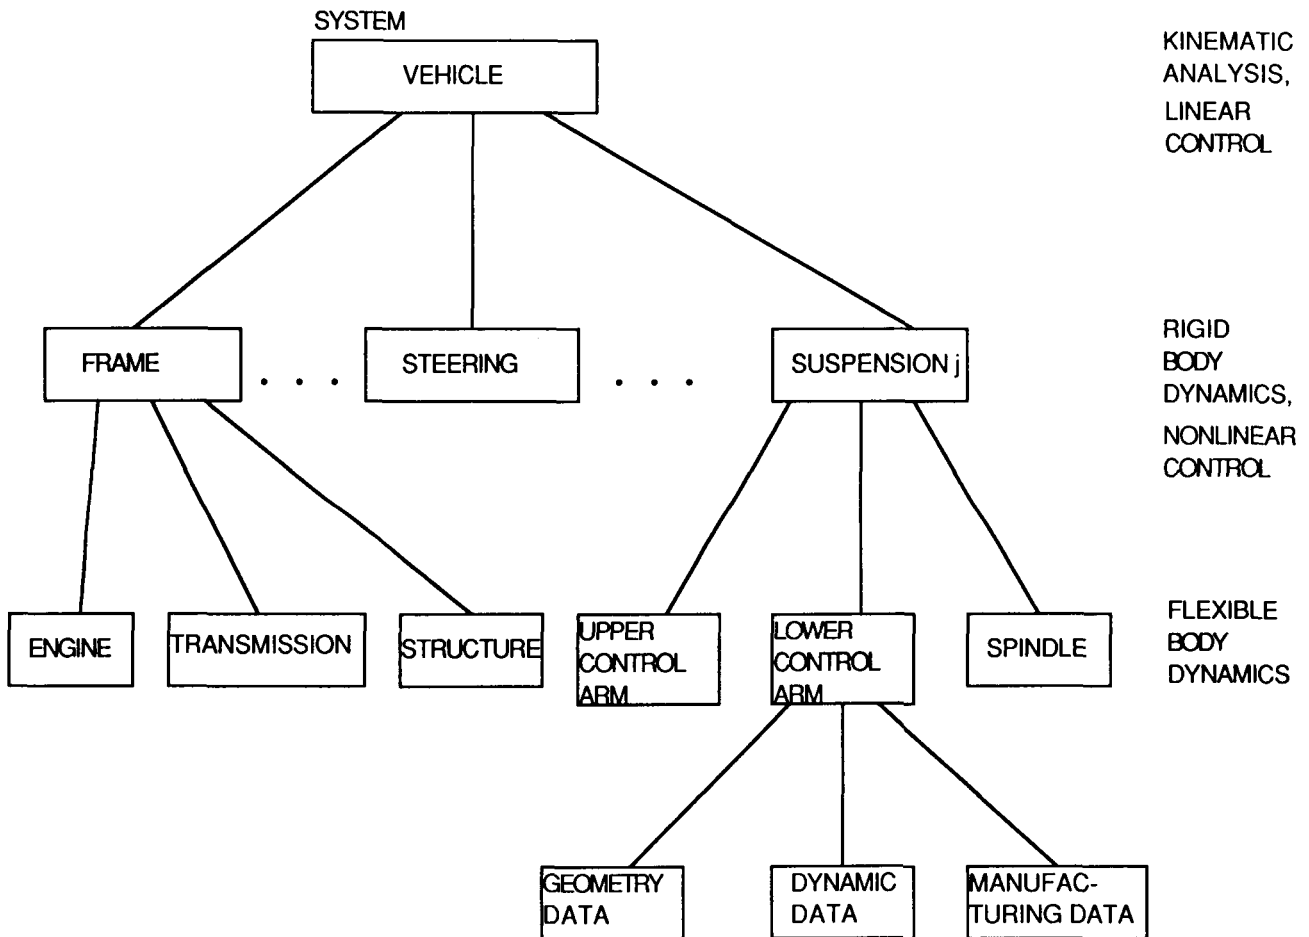 SYSTEM
VEHICLE
KINEMATIC
ANALYSIS,
LINEAR
CONTROL
FRAME
. . .
STEERING
. . .
SUSPENSION j
RIGID
BODY
DYNAMICS,
NONLINEAR
CONTROL
ENGINE
TRANSMISSION
STRUCTURE
UPPER
CONTROL
ARM
LOWER
CONTROL
ARM
SPINDLE
FLEXIBLE
BODY
DYNAMICS
GEOMETRY
DATA
DYNAMIC
DATA
MANUFAC-
TURING DATA